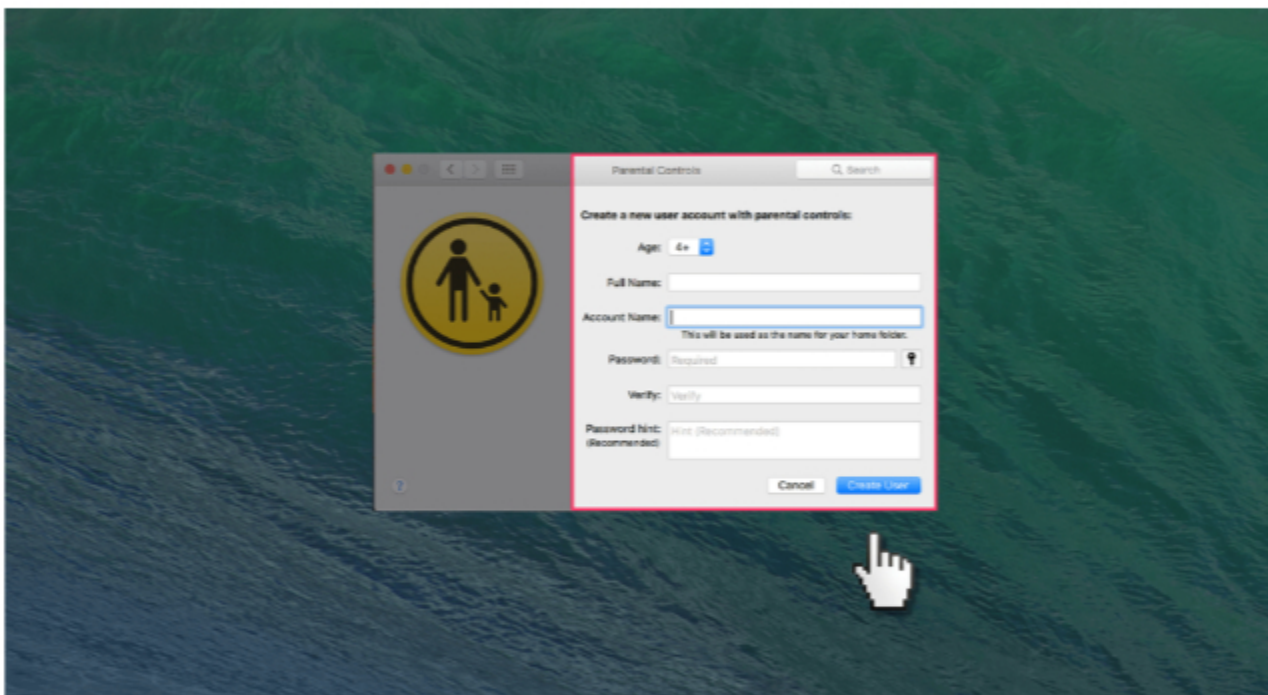 Parental Controls
Search
Create a new user account with parental controls:
Age: 4+
Full Name:
Account Name:
This will be used as the name for your home folder.
Password: Required
Verify: Verify
Password hint: Hint (Recommended)
(Recommended)
? Cancel Create User